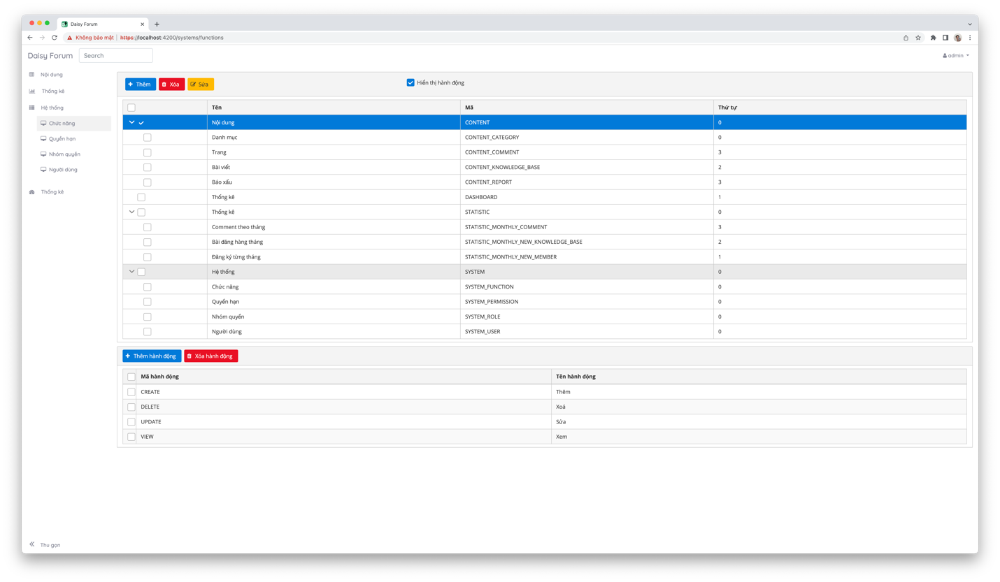 Daisy Forum
Không bảo mật https://localhost:4200/systems/functions
Daisy Forum Search admin
Nội dung
Thống kê
Hệ thống
Chức năng
Quyền hạn
Nhóm quyền
Người dùng
Thống kê
Thêm Xóa Sửa Hiển thị hành động
Tên Mã Thứ tự
Nội dung CONTENT 0
Danh mục CONTENT_CATEGORY 0
Trang CONTENT_COMMENT 3
Bài viết CONTENT_KNOWLEDGE_BASE 2
Báo xấu CONTENT_REPORT 3
Thống kê DASHBOARD 1
Thống kê STATISTIC 0
Comment theo tháng STATISTIC_MONTHLY_COMMENT 3
Bài đăng hàng tháng STATISTIC_MONTHLY_NEW_KNOWLEDGE_BASE 2
Đăng ký từng tháng STATISTIC_MONTHLY_NEW_MEMBER 1
Hệ thống SYSTEM 0
Chức năng SYSTEM_FUNCTION 0
Quyền hạn SYSTEM_PERMISSION 0
Nhóm quyền SYSTEM_ROLE 0
Người dùng SYSTEM_USER 0
Thêm hành động Xóa hành động
Mã hành động Tên hành động
CREATE Thêm
DELETE Xoá
UPDATE Sửa
VIEW Xem
Thu gọn